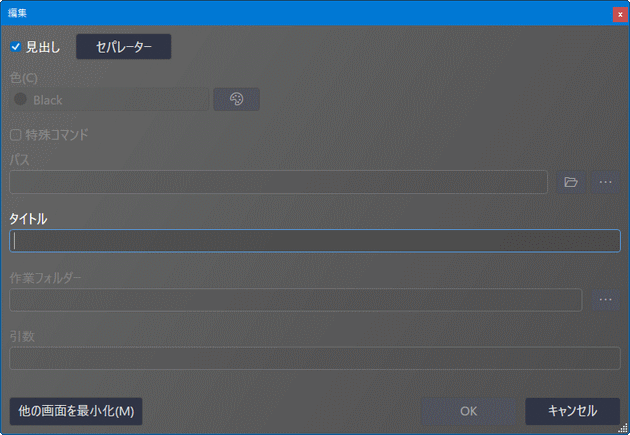 編集
見出し
セパレーター
色(C)
Black
特殊コマンド
パス
タイトル
作業フォルダー
引数
他の画面を最小化(M)
OK
キャンセル